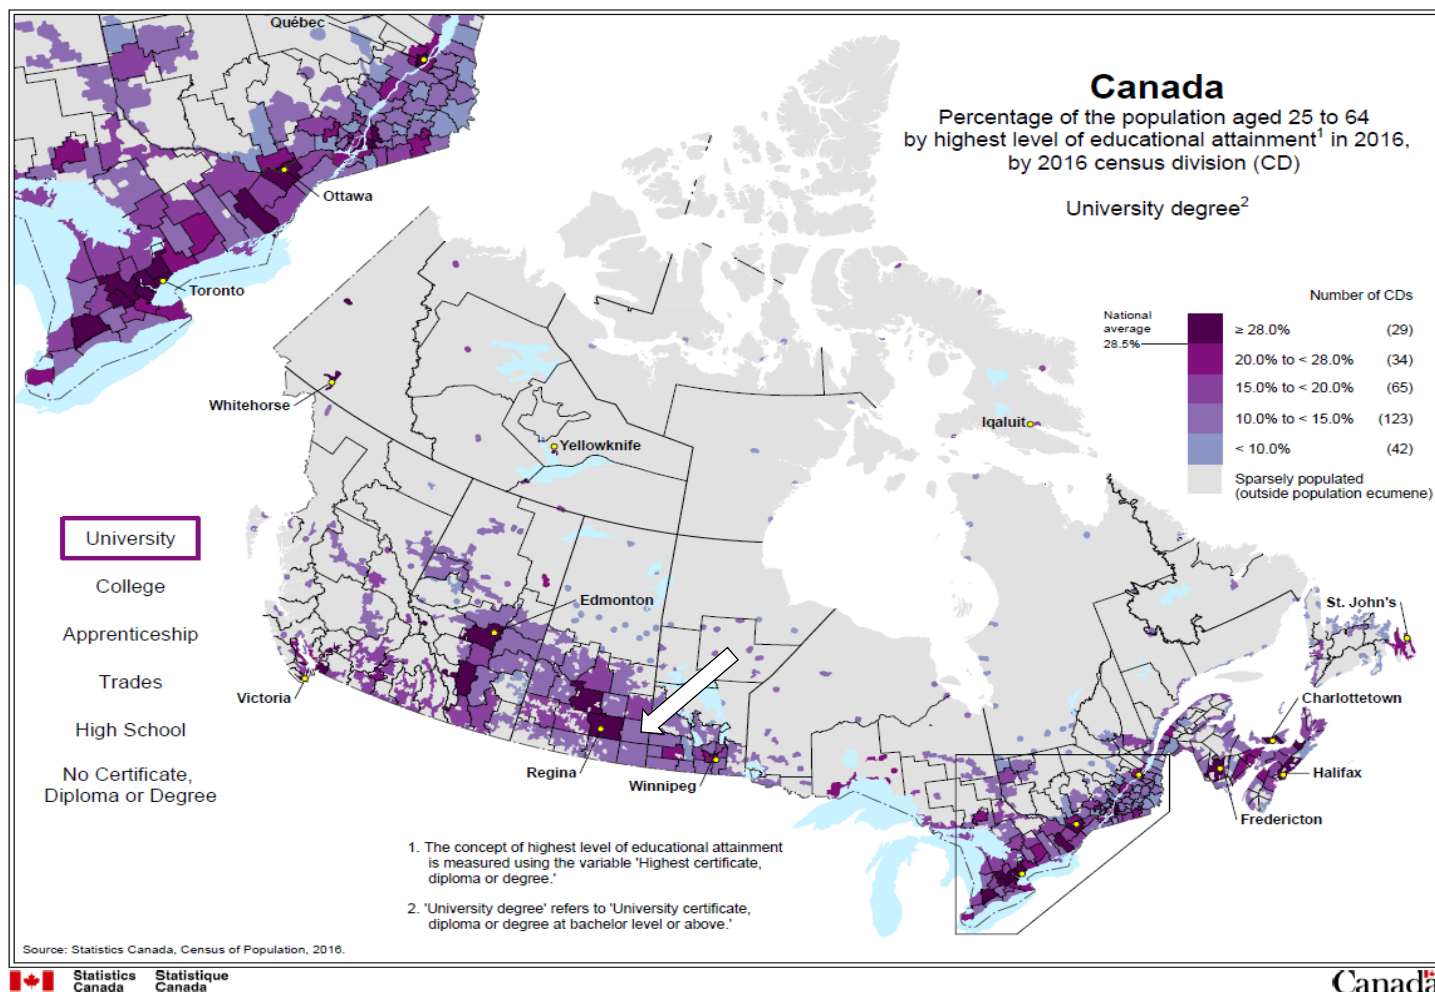 Québec
Ottawa
Toronto
Canada
Percentage of the population aged 25 to 64
by highest level of educational attainment1 in 2016,
by 2016 census division (CD)
University degree2
Number of CDs
National
average
28.5%
≥ 28.0% (29)
20.0% to < 28.0% (34)
15.0% to < 20.0% (65)
10.0% to < 15.0% (123)
< 10.0% (42)
Sparsely populated
(outside population ecumene)
Whitehorse
Yellowknife
Iqaluit
University
College
Apprenticeship
Trades
High School
No Certificate,
Diploma or Degree
Edmonton
Victoria
Regina
Winnipeg
St. John's
Charlottetown
Halifax
Fredericton
1. The concept of highest level of educational attainment
is measured using the variable 'Highest certificate,
diploma or degree.'
2. 'University degree' refers to 'University certificate,
diploma or degree at bachelor level or above.'
Source: Statistics Canada, Census of Population, 2016.
Statistics Statistique
Canada Canada
Canada